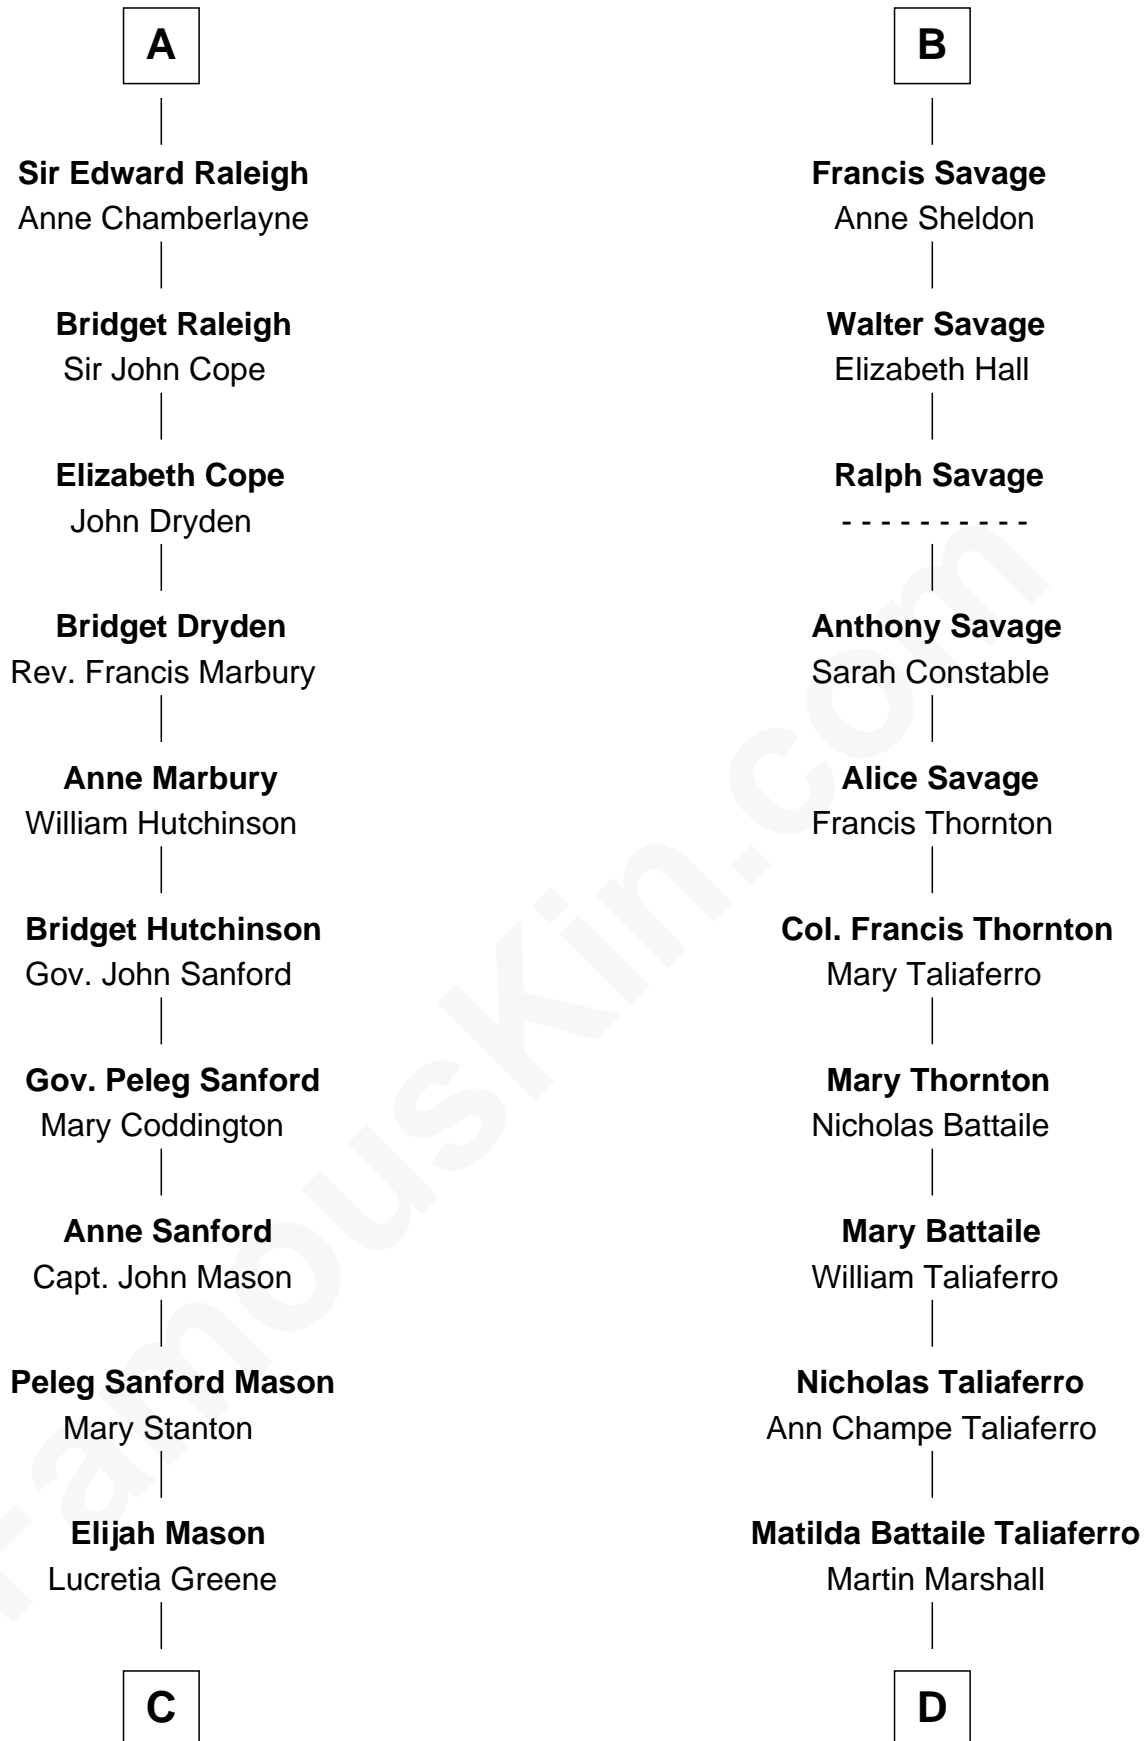 A
Sir Edward Raleigh
Anne Chamberlayne
Bridget Raleigh
Sir John Cope
Elizabeth Cope
John Dryden
Bridget Dryden
Rev. Francis Marbury
Anne Marbury
William Hutchinson
Bridget Hutchinson
Gov. John Sanford
Gov. Peleg Sanford
Mary Coddington
Anne Sanford
Capt. John Mason
Peleg Sanford Mason
Mary Stanton
Elijah Mason
Lucretia Greene
C
B
Francis Savage
Anne Sheldon
Walter Savage
Elizabeth Hall
Ralph Savage
- - - - - - - - - -
Anthony Savage
Sarah Constable
Alice Savage
Francis Thornton
Col. Francis Thornton
Mary Taliaferro
Mary Thornton
Nicholas Battaile
Mary Battaile
William Taliaferro
Nicholas Taliaferro
Ann Champe Taliaferro
Matilda Battaile Taliaferro
Martin Marshall
D
FamousKin.com